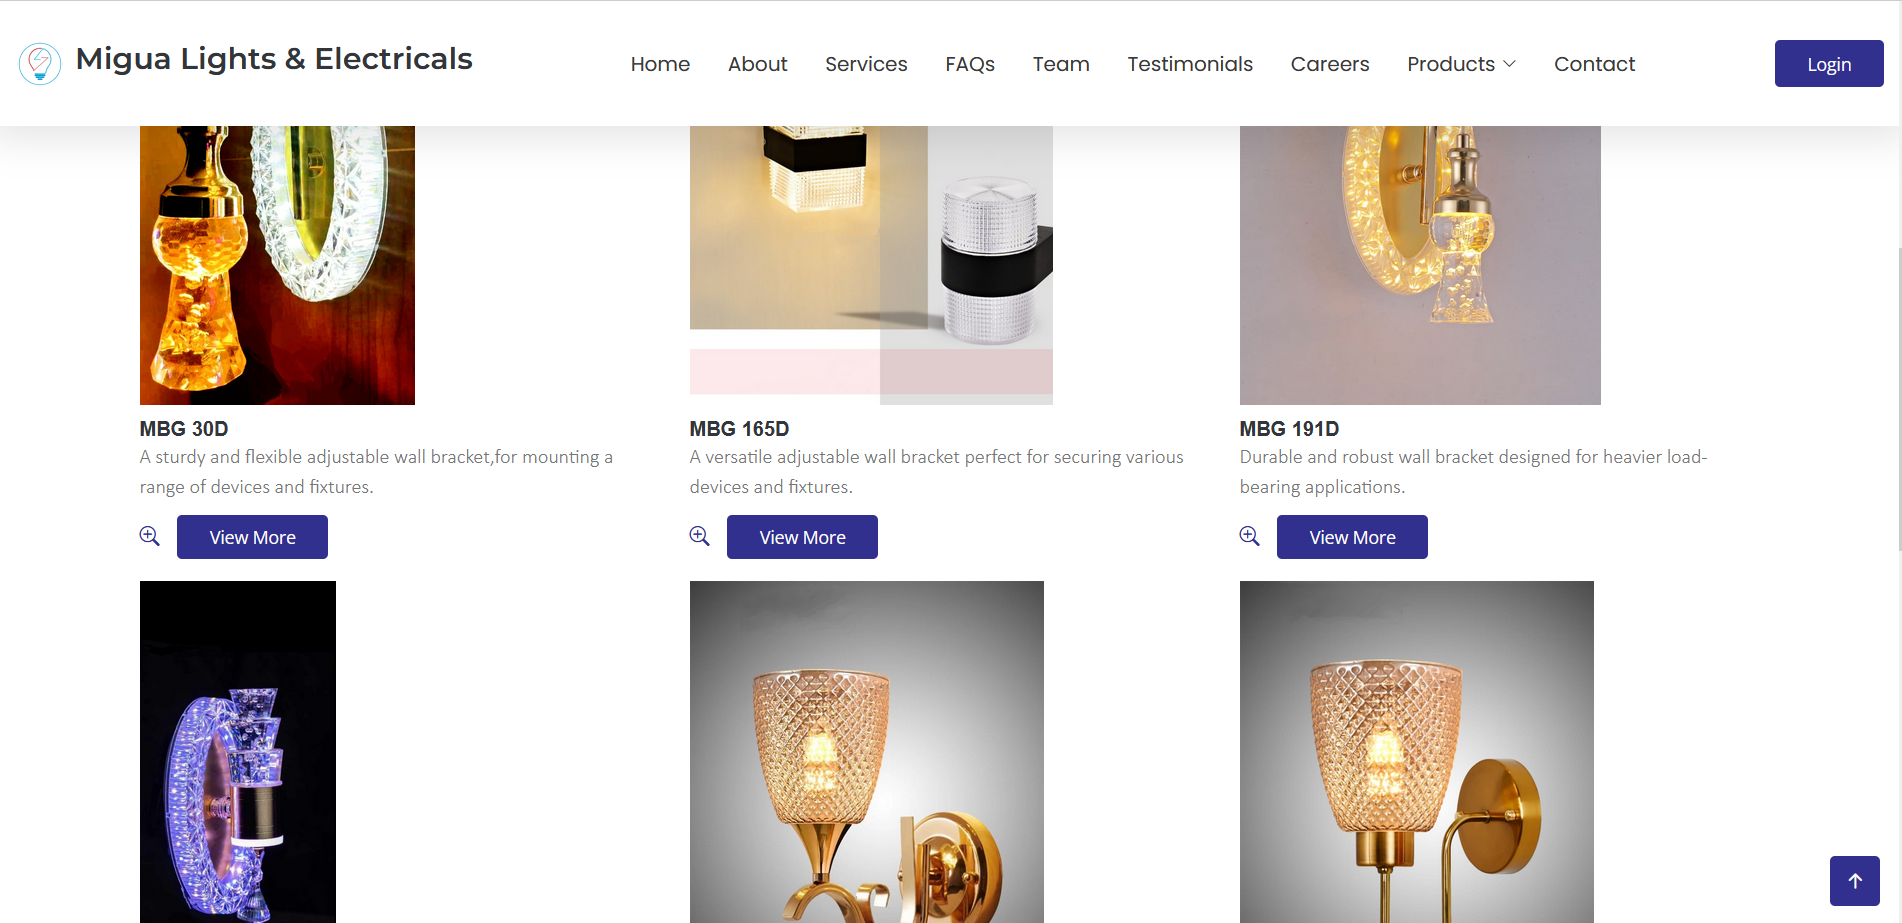 Migua Lights & Electricals
Home
About
Services
FAQs
Team
Testimonials
Careers
Products
Contact
Login
MBG 30D
A sturdy and flexible adjustable wall bracket,for mounting a
range of devices and fixtures.
View More
MBG 165D
A versatile adjustable wall bracket perfect for securing various
devices and fixtures.
View More
MBG 191D
Durable and robust wall bracket designed for heavier load-
bearing applications.
View More